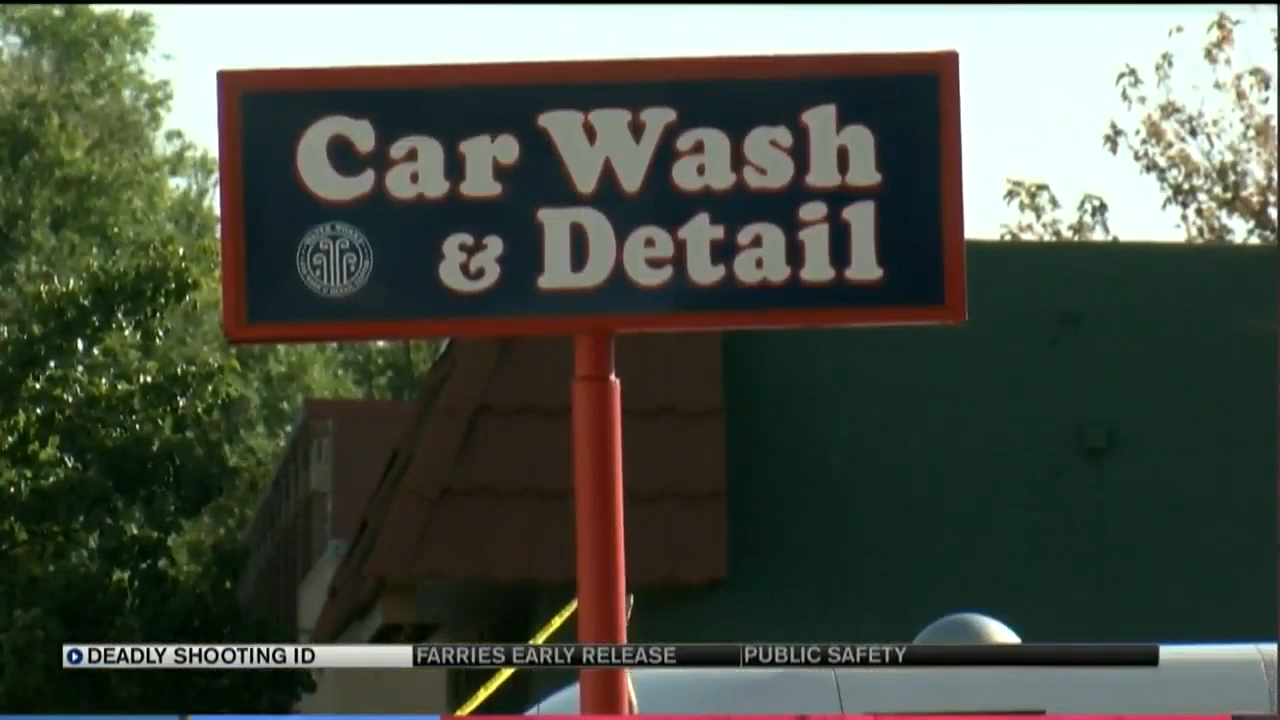 Car Wash
& Detail
DEADLY SHOOTING ID
FARRIES EARLY RELEASE
PUBLIC SAFETY